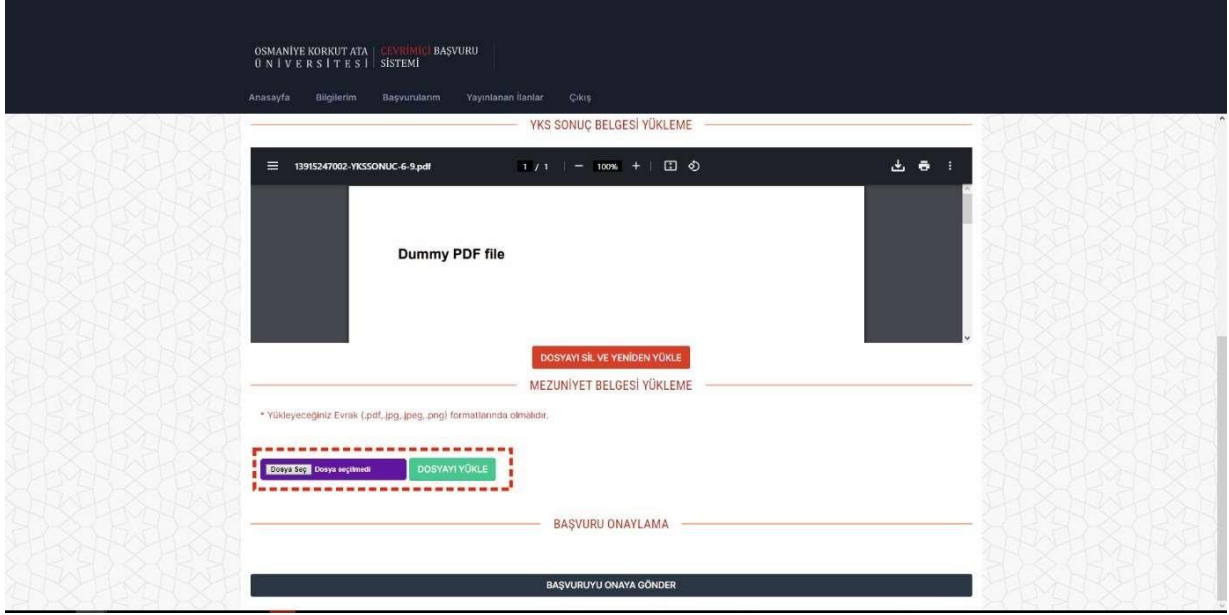 OSMANİYE KORKUT ATA ÇEVRİMİÇİ BAŞVURU
ÜNİVERSİTESİ SİSTEMİ
Anasayfa Bilgilerim Başvurularım Yayınlanan İlanlar Çıkış
YKS SONUÇ BELGESİ YÜKLEME
13915247002-YKSSONUC-6-9.pdf 1 / 1 100%
Dummy PDF file
DOSYAYI SİL VE YENİDEN YÜKLE
MEZUNİYET BELGESİ YÜKLEME
* Yükleyeceğiniz Evrak (.pdf,.jpg,.jpeg,.png) formatlarında olmalıdır.
Dosya Seç Dosya seçilmedi DOSYAYI YÜKLE
BAŞVURU ONAYLAMA
BAŞVURUYU ONAYA GÖNDER